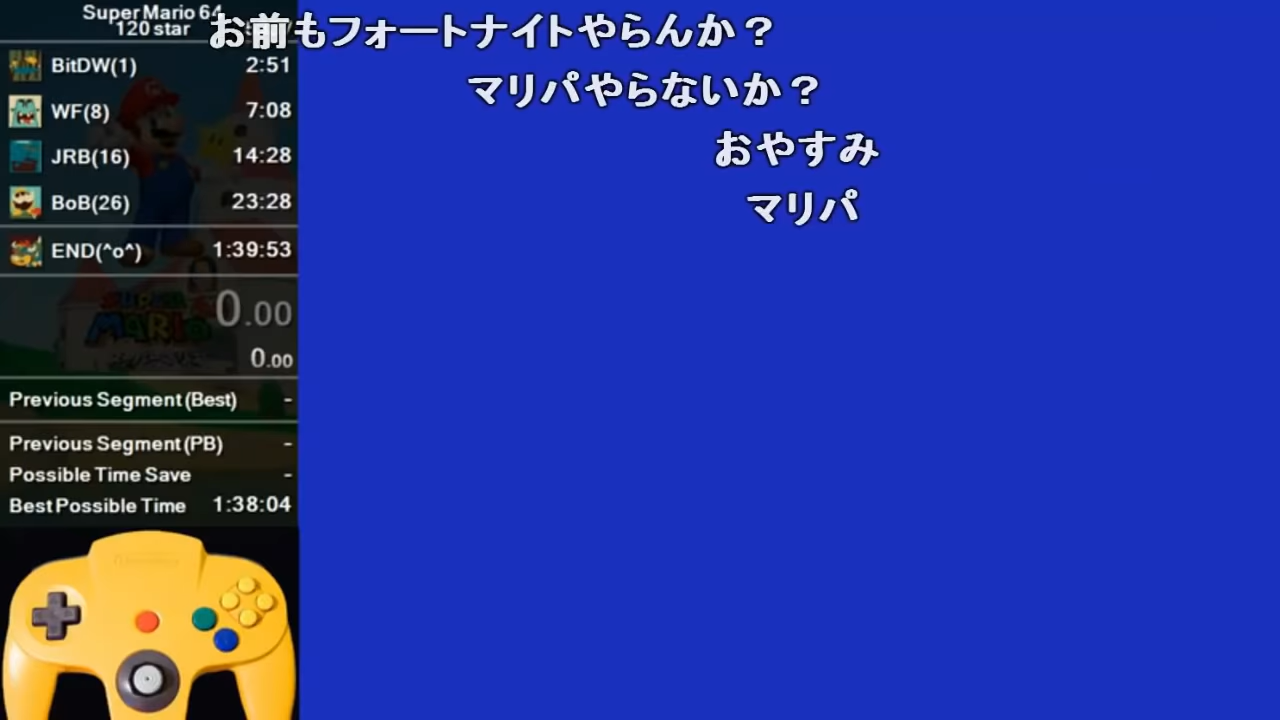 Super Mario 64
120 star
お前もフォートナイトやらんか？
BitDW(1) 2:51
マリパやらないか？
WF(8) 7:08
おやすみ
JRB(16) 14:28
マリパ
BoB(26) 23:28
END(^o^) 1:39:53
SUPER
MARIO
0.00
0.00
Previous Segment (Best) -
Previous Segment (PB) -
Possible Time Save -
Best Possible Time 1:38:04